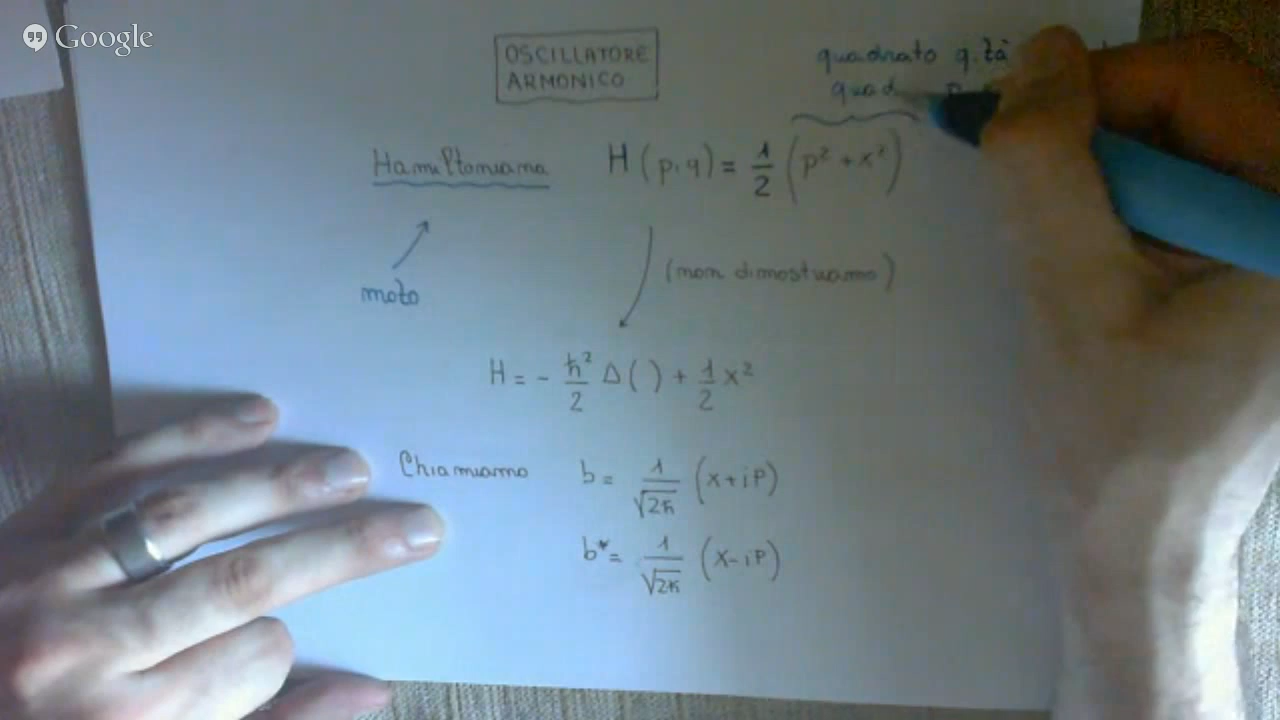 Google
OSCILLATORE
ARMONICO
quadrato q.tà
quad
Hamiltoniana H(p,q) = 1/2 (p² + x²)
(non dimostriamo)
moto
H = - ħ²/2 Δ( ) + 1/2 x²
Chiamiamo b = 1/√2ħ (x+iP)
b* = 1/√2ħ (x-iP)